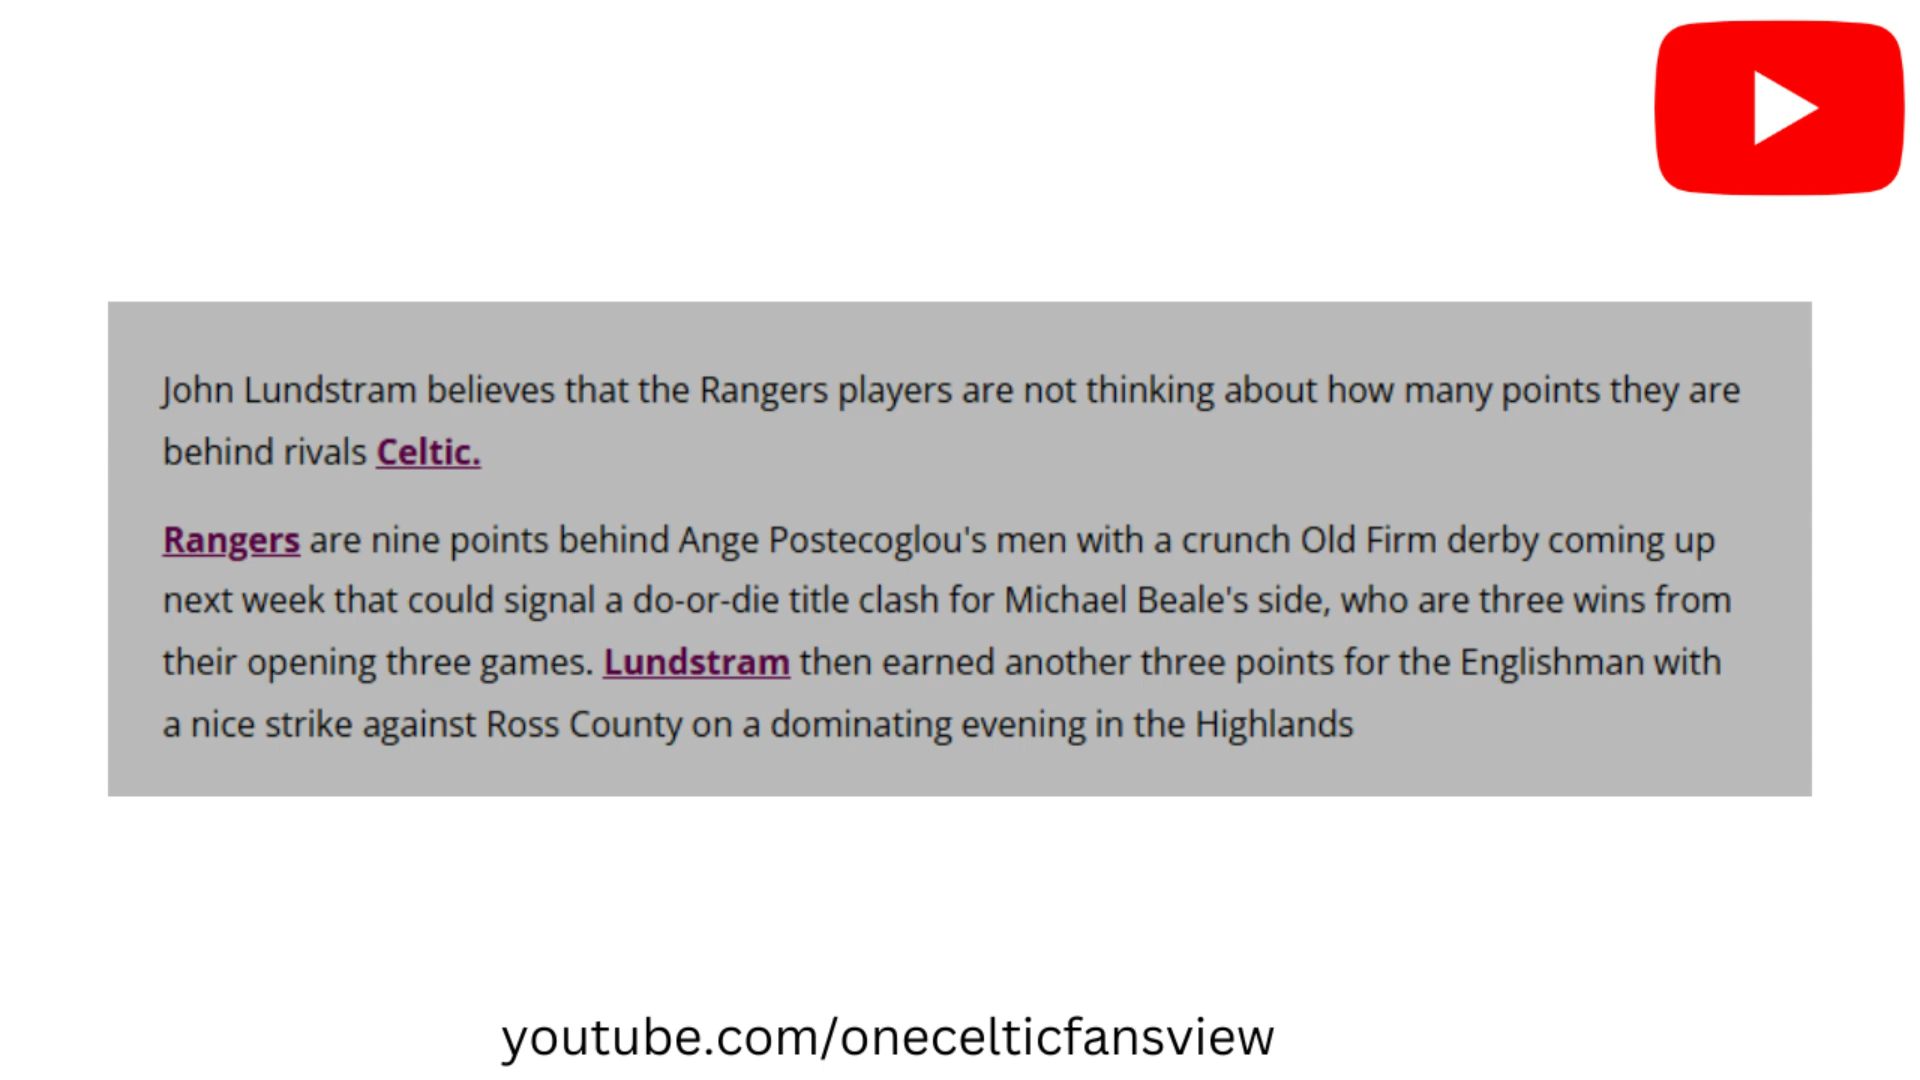 John Lundstram believes that the Rangers players are not thinking about how many points they are
behind rivals Celtic.
Rangers are nine points behind Ange Postecoglou's men with a crunch Old Firm derby coming up
next week that could signal a do-or-die title clash for Michael Beale's side, who are three wins from
their opening three games. Lundstram then earned another three points for the Englishman with
a nice strike against Ross County on a dominating evening in the Highlands
youtube.com/onecelticfansview